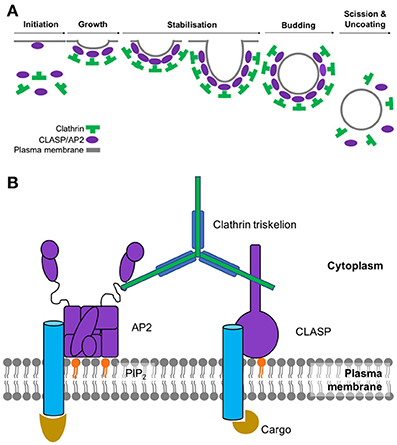 A
Initiation Growth Stabilisation Budding Scission &
Uncoating
Clathrin
CLASP/AP2
Plasma membrane
B
Clathrin triskelion
Cytoplasm
AP2
CLASP
PIP2
Plasma
membrane
Cargo